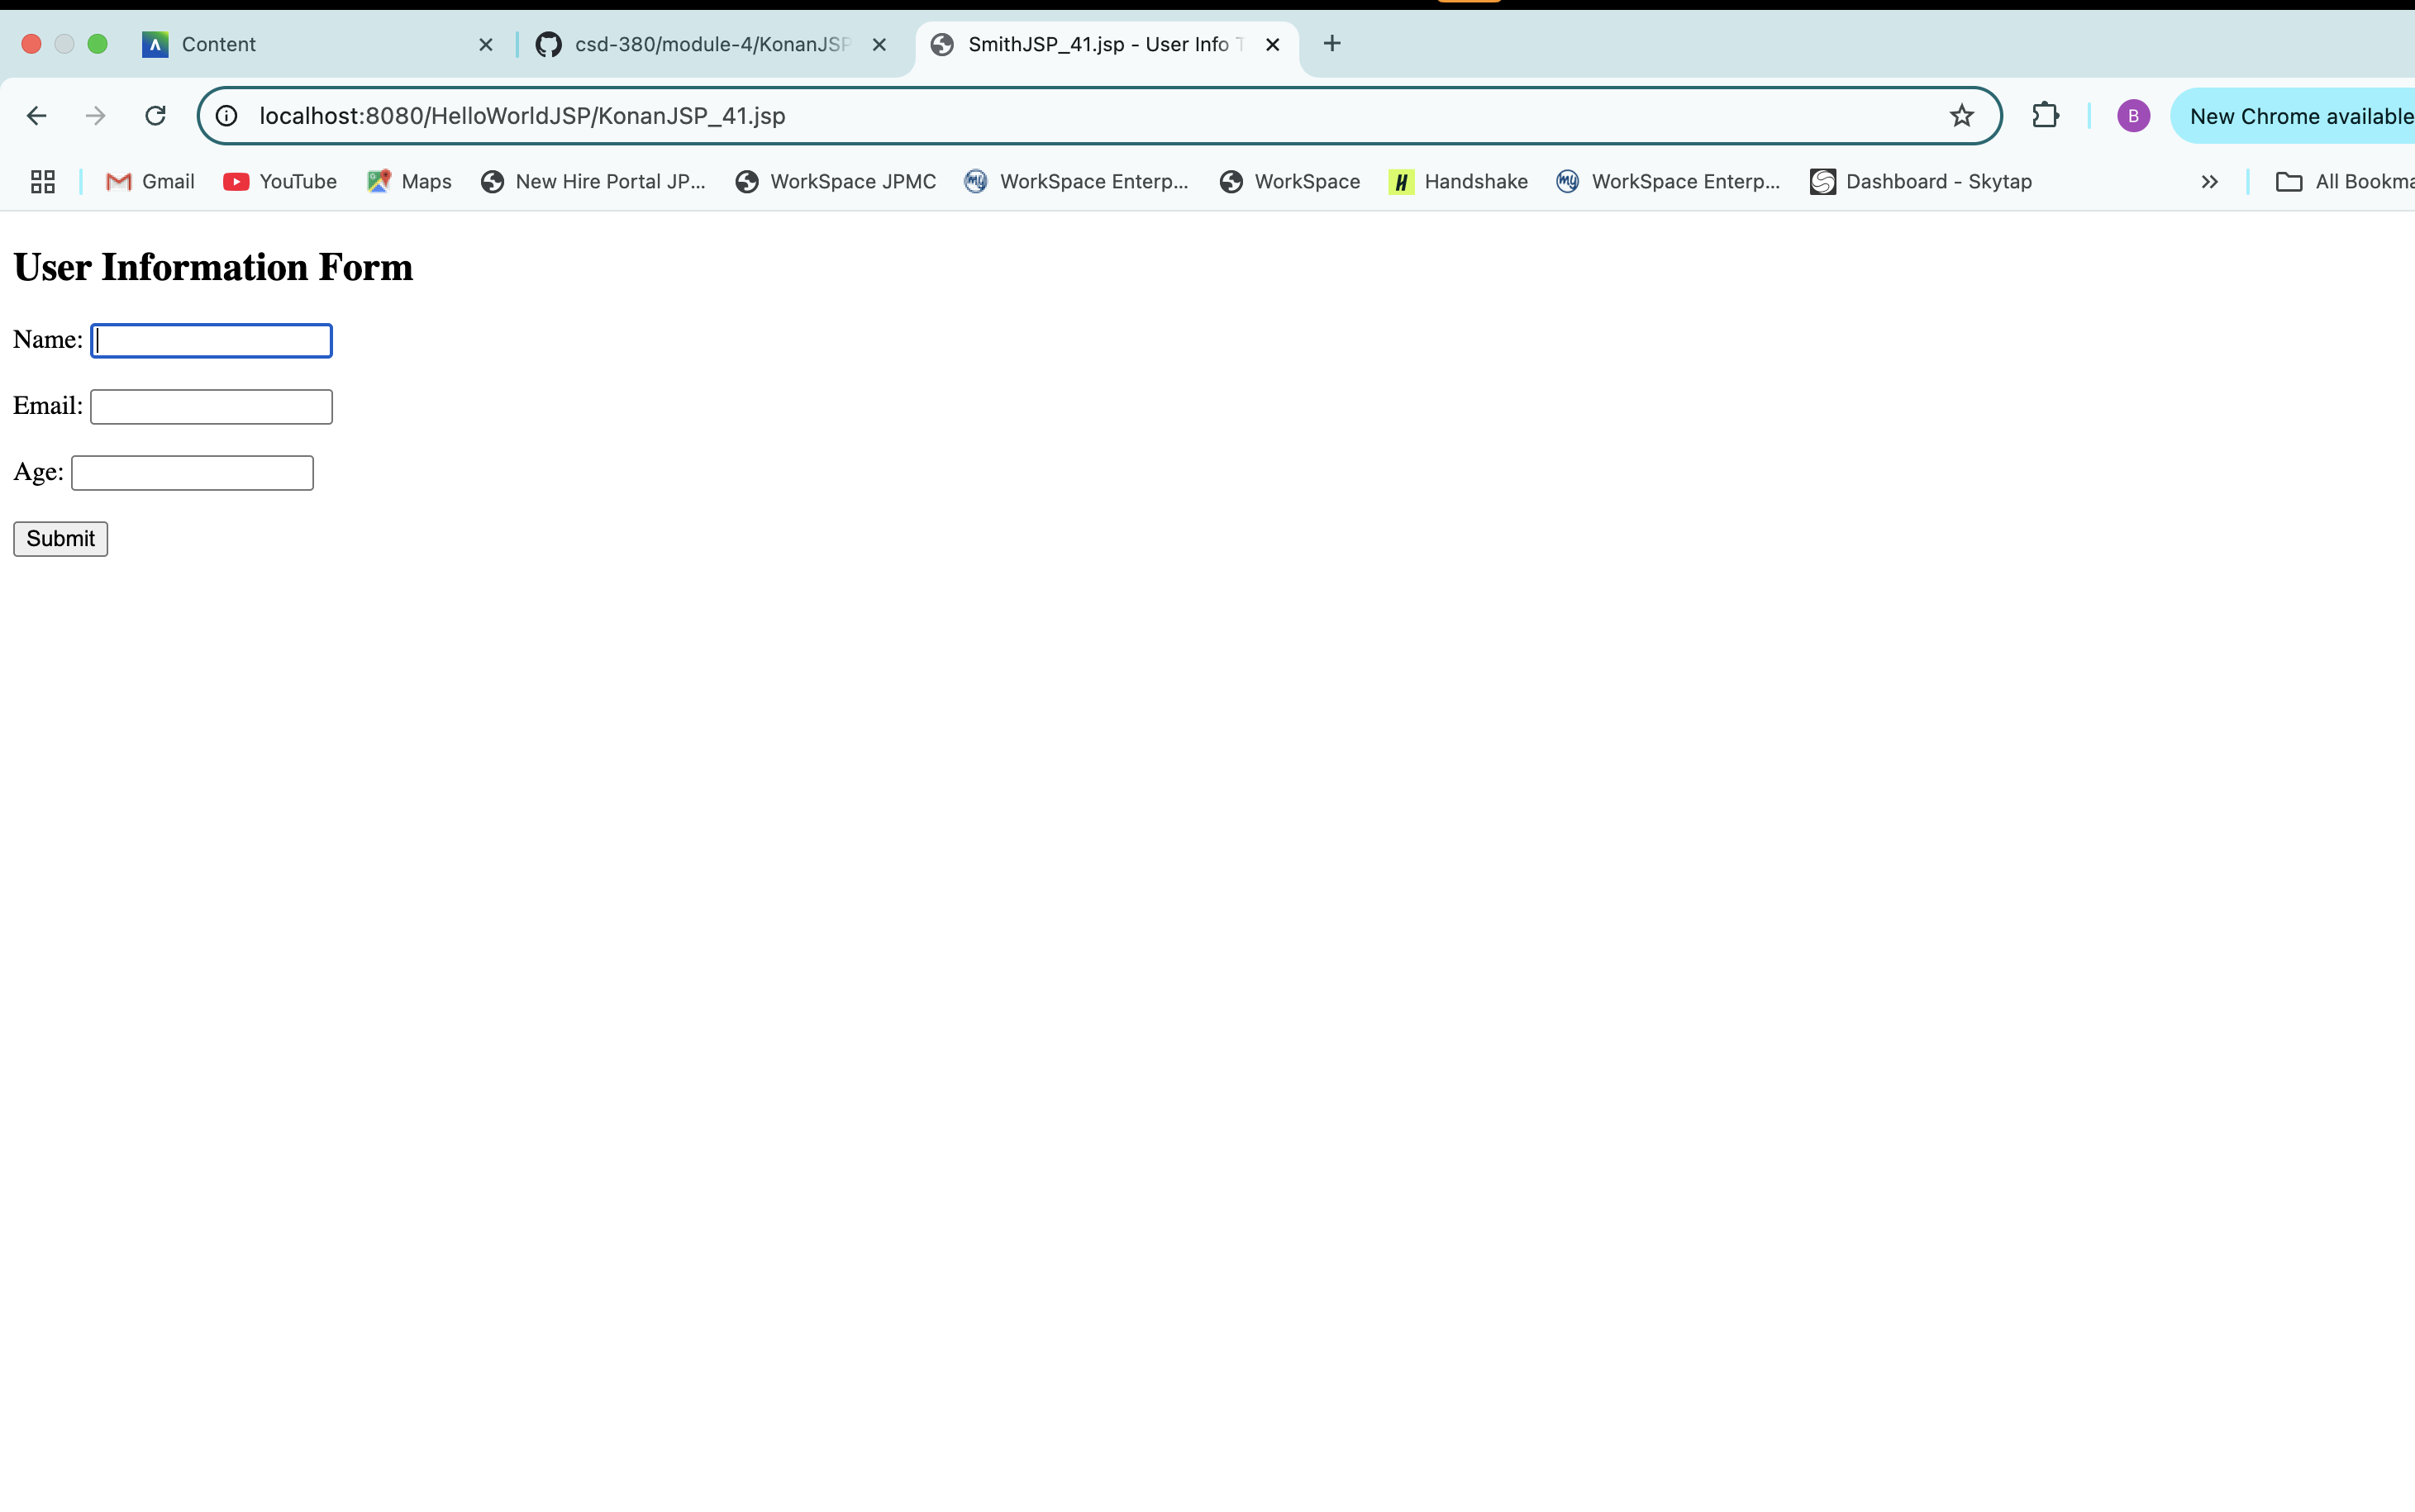 Content
csd-380/module-4/KonanJSP
SmithJSP_41.jsp - User Info T
localhost:8080/HelloWorldJSP/KonanJSP_41.jsp
B
New Chrome available
Gmail
YouTube
Maps
New Hire Portal JP...
WorkSpace JPMC
WorkSpace Enterp...
WorkSpace
Handshake
WorkSpace Enterp...
Dashboard - Skytap
All Bookma
User Information Form
Name:
Email:
Age:
Submit